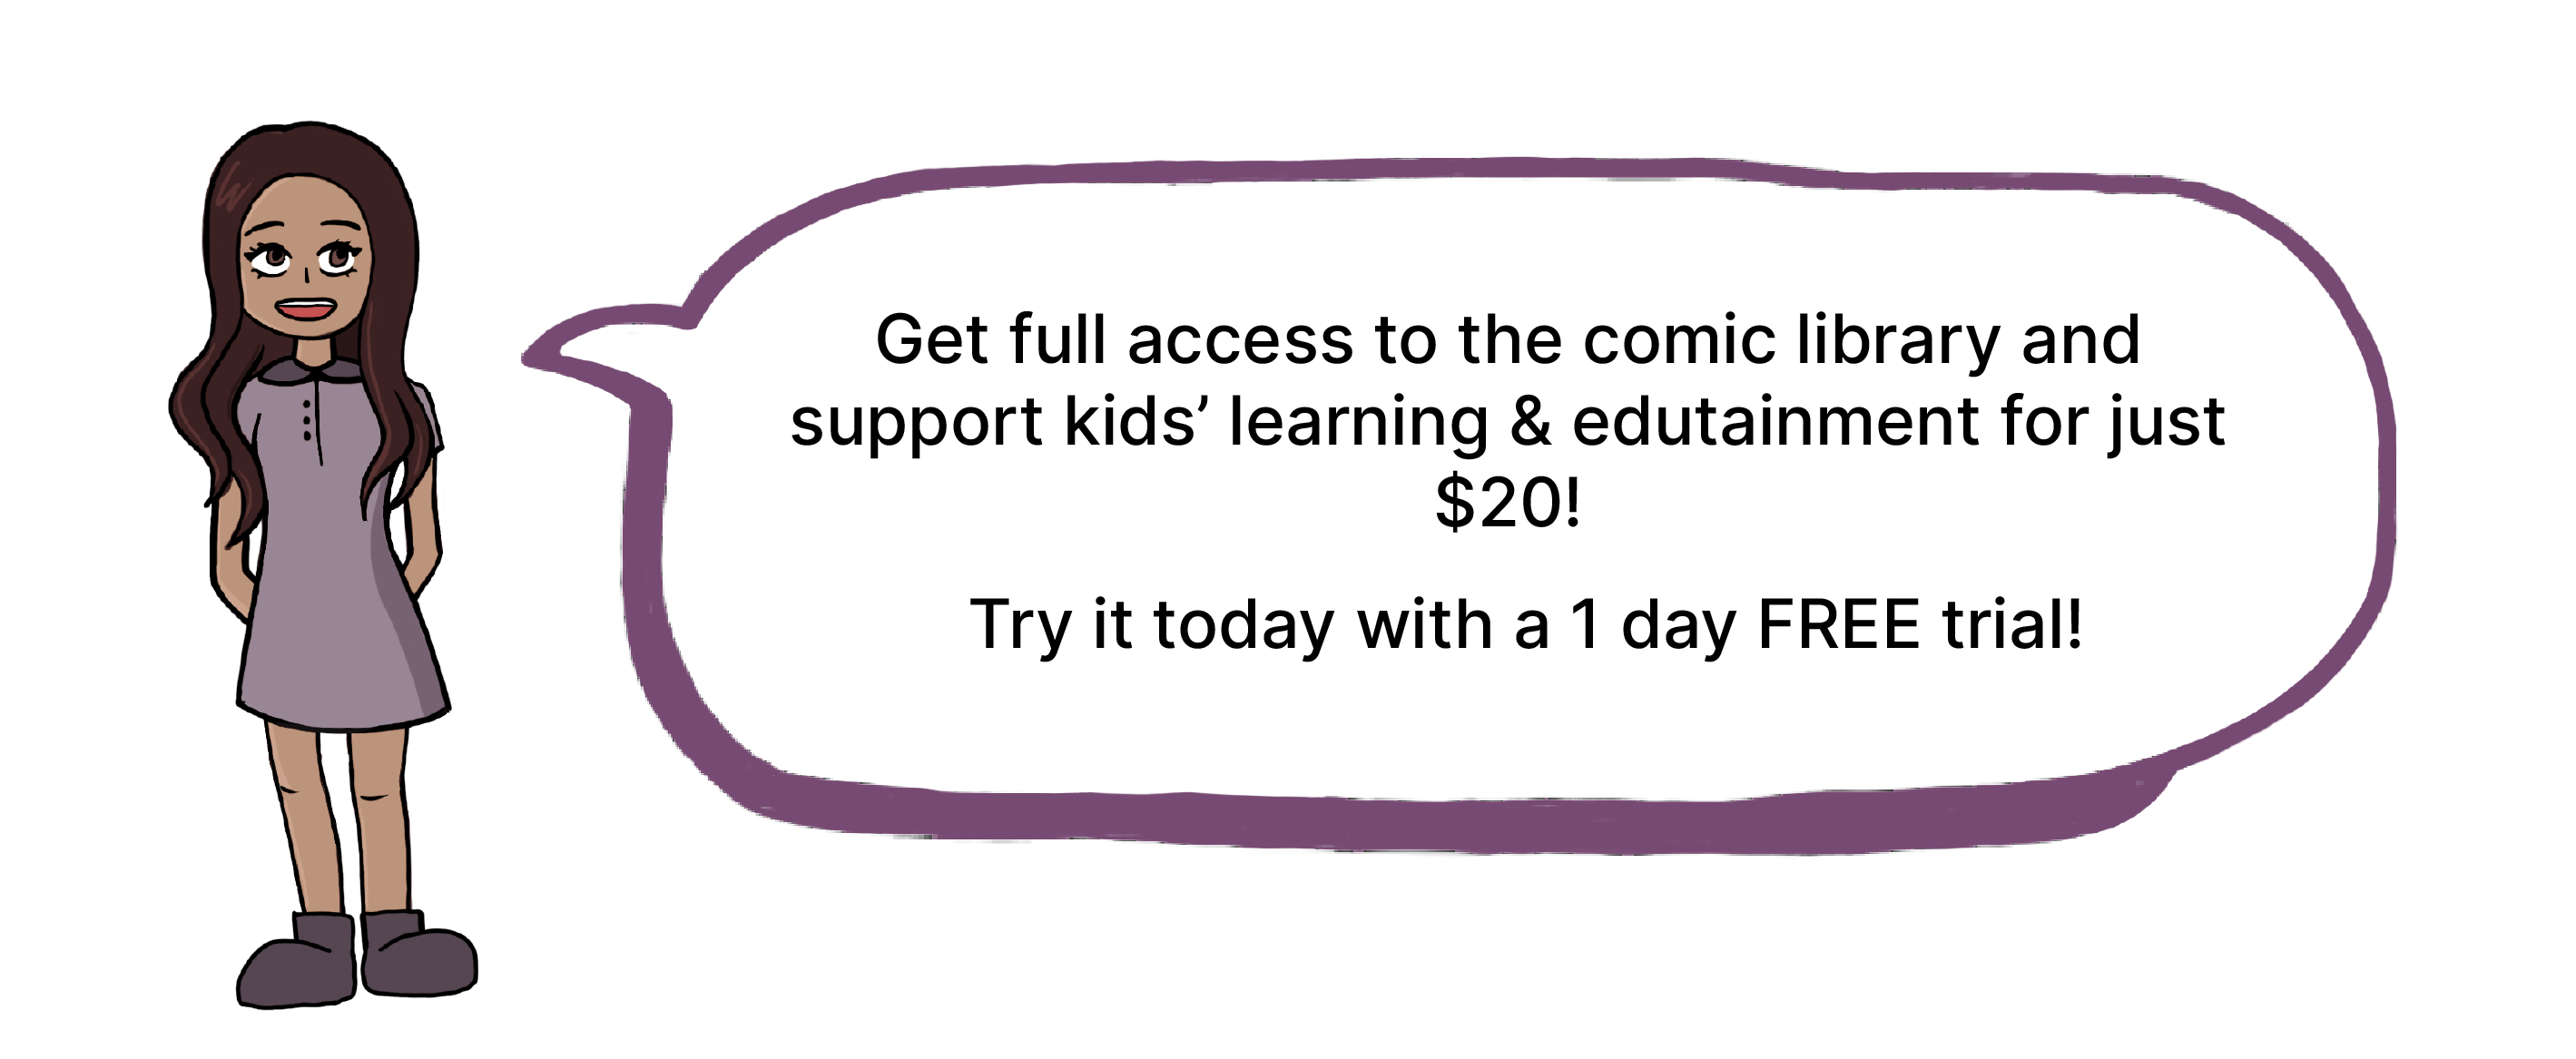 Get full access to the comic library and
support kids’ learning & edutainment for just
$20!
Try it today with a 1 day FREE trial!